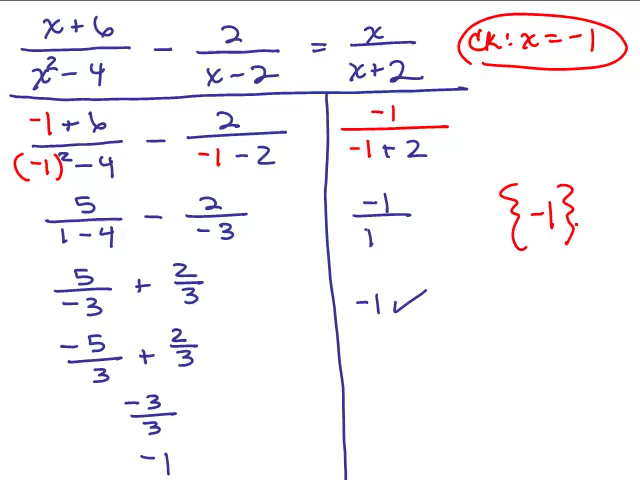 x + 6 / x² - 4 - 2 / x - 2 = x / x + 2
CK: x = -1
-1 + 6 / (-1)² - 4 - 2 / -1 - 2
-1 / -1 + 2
5 / 1 - 4 - 2 / -3
-1 / 1
{-1}.
5 / -3 + 2 / 3
-1 ✓
-5 / 3 + 2 / 3
-3 / 3
-1